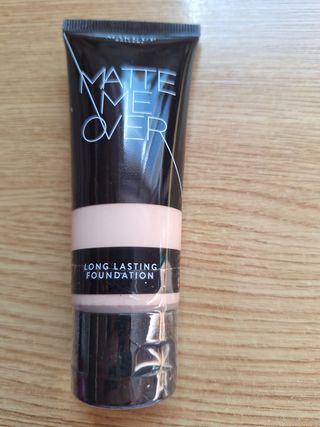 MATTE
ME
OVER
LONG LASTING
FOUNDATION